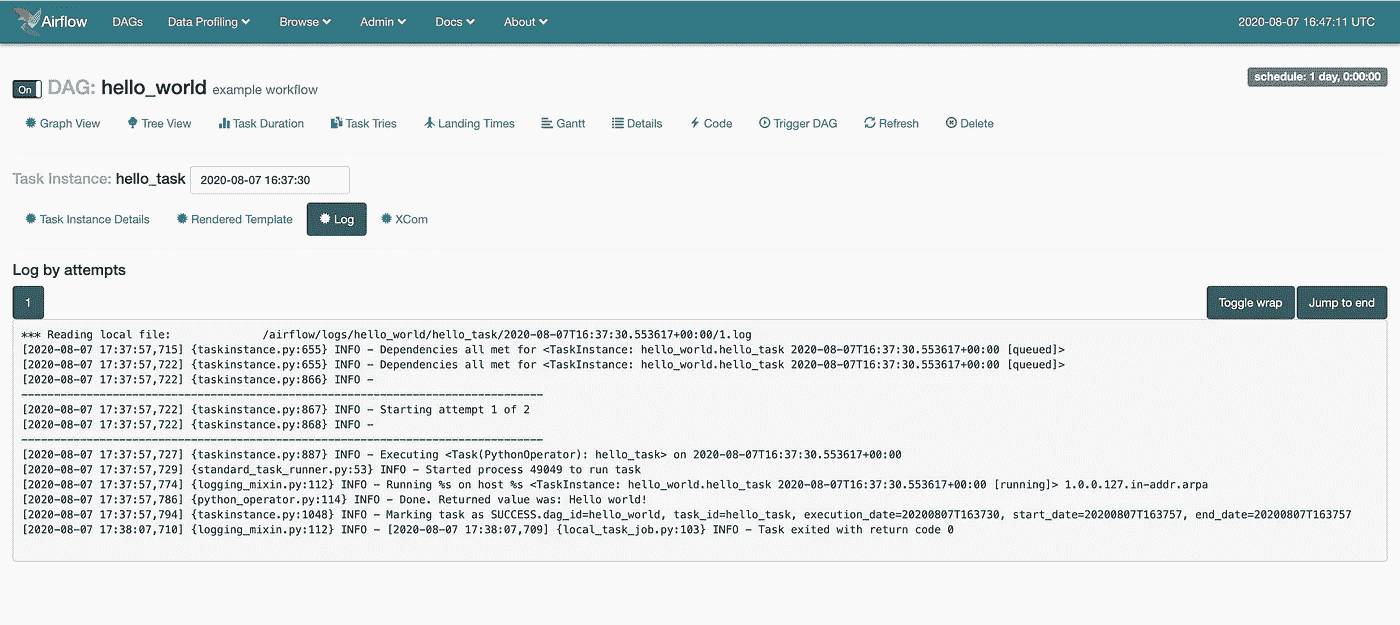 Airflow DAGs Data Profiling Browse Admin Docs About 2020-08-07 16:47:11 UTC
schedule: 1 day, 0:00:00
On DAG: hello_world example workflow
Graph View Tree View Task Duration Task Tries Landing Times Gantt Details Code Trigger DAG Refresh Delete
Task Instance: hello_task 2020-08-07 16:37:30
Task Instance Details Rendered Template Log XCom
Log by attempts
1 Toggle wrap Jump to end
*** Reading local file: /airflow/logs/hello_world/hello_task/2020-08-07T16:37:30.553617+00:00/1.log
[2020-08-07 17:37:57,715] {taskinstance.py:655} INFO - Dependencies all met for <TaskInstance: hello_world.hello_task 2020-08-07T16:37:30.553617+00:00 [queued]>
[2020-08-07 17:37:57,722] {taskinstance.py:655} INFO - Dependencies all met for <TaskInstance: hello_world.hello_task 2020-08-07T16:37:30.553617+00:00 [queued]>
[2020-08-07 17:37:57,722] {taskinstance.py:866} INFO -
--------------------------------------------------------------------------------
[2020-08-07 17:37:57,722] {taskinstance.py:867} INFO - Starting attempt 1 of 2
[2020-08-07 17:37:57,722] {taskinstance.py:868} INFO -
--------------------------------------------------------------------------------
[2020-08-07 17:37:57,727] {taskinstance.py:887} INFO - Executing <Task(PythonOperator): hello_task> on 2020-08-07T16:37:30.553617+00:00
[2020-08-07 17:37:57,729] {standard_task_runner.py:53} INFO - Started process 49049 to run task
[2020-08-07 17:37:57,774] {logging_mixin.py:112} INFO - Running %s on host %s <TaskInstance: hello_world.hello_task 2020-08-07T16:37:30.553617+00:00 [running]> 1.0.0.127.in-addr.arpa
[2020-08-07 17:37:57,786] {python_operator.py:114} INFO - Done. Returned value was: Hello world!
[2020-08-07 17:37:57,794] {taskinstance.py:1048} INFO - Marking task as SUCCESS.dag_id=hello_world, task_id=hello_task, execution_date=20200807T163730, start_date=20200807T163757, end_date=20200807T163757
[2020-08-07 17:38:07,710] {logging_mixin.py:112} INFO - [2020-08-07 17:38:07,709] {local_task_job.py:103} INFO - Task exited with return code 0